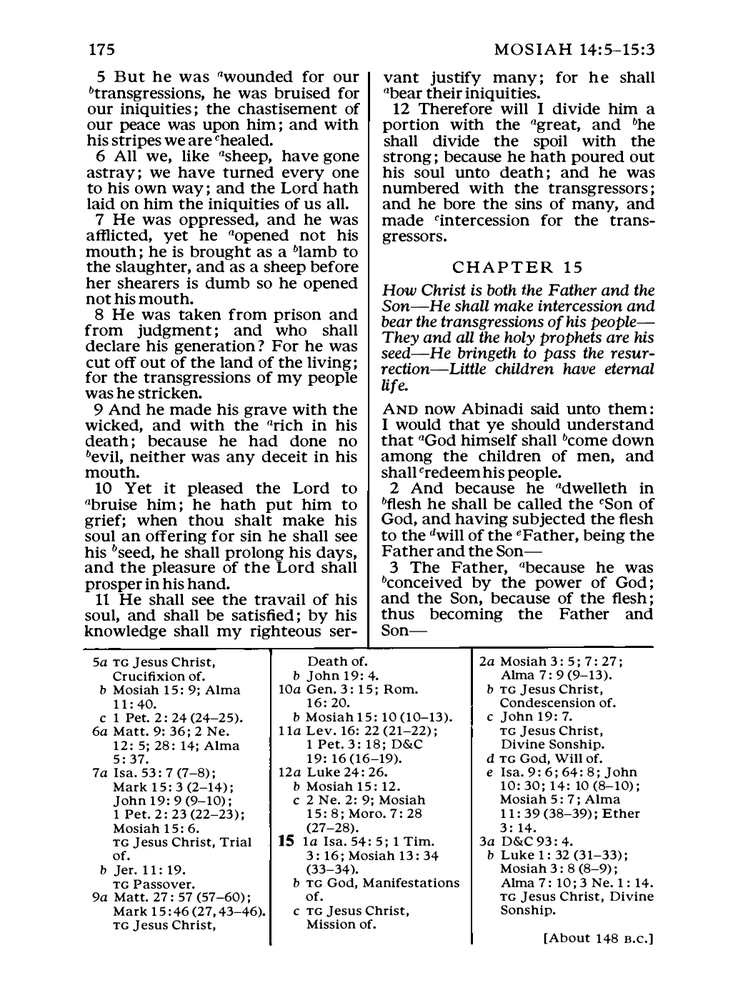 175
MOSIAH 14:5–15:3
5 But he was awounded for our
btransgressions, he was bruised for
our iniquities; the chastisement of
our peace was upon him; and with
his stripes we are chealed.
6 All we, like asheep, have gone
astray; we have turned every one
to his own way; and the Lord hath
laid on him the iniquities of us all.
7 He was oppressed, and he was
afflicted, yet he aopened not his
mouth; he is brought as a blamb to
the slaughter, and as a sheep before
her shearers is dumb so he opened
not his mouth.
8 He was taken from prison and
from judgment; and who shall
declare his generation? For he was
cut off out of the land of the living;
for the transgressions of my people
was he stricken.
9 And he made his grave with the
wicked, and with the arich in his
death; because he had done no
bevil, neither was any deceit in his
mouth.
10 Yet it pleased the Lord to
abruise him; he hath put him to
grief; when thou shalt make his
soul an offering for sin he shall see
his bseed, he shall prolong his days,
and the pleasure of the Lord shall
prosper in his hand.
11 He shall see the travail of his
soul, and shall be satisfied; by his
knowledge shall my righteous ser-
vant justify many; for he shall
abear their iniquities.
12 Therefore will I divide him a
portion with the agreat, and bhe
shall divide the spoil with the
strong; because he hath poured out
his soul unto death; and he was
numbered with the transgressors;
and he bore the sins of many, and
made cintercession for the trans-
gressors.
CHAPTER 15
How Christ is both the Father and the
Son—He shall make intercession and
bear the transgressions of his people—
They and all the holy prophets are his
seed—He bringeth to pass the resur-
rection—Little children have eternal
life.
AND now Abinadi said unto them:
I would that ye should understand
that aGod himself shall bcome down
among the children of men, and
shall credeem his people.
2 And because he adwelleth in
bflesh he shall be called the cSon of
God, and having subjected the flesh
to the dwill of the eFather, being the
Father and the Son—
3 The Father, abecause he was
bconceived by the power of God;
and the Son, because of the flesh;
thus becoming the Father and
Son—
5a TG Jesus Christ,
Crucifixion of.
b Mosiah 15: 9; Alma
11: 40.
c 1 Pet. 2: 24 (24–25).
6a Matt. 9: 36; 2 Ne.
12: 5; 28: 14; Alma
5: 37.
7a Isa. 53: 7 (7–8);
Mark 15: 3 (2–14);
John 19: 9 (9–10);
1 Pet. 2: 23 (22–23);
Mosiah 15: 6.
TG Jesus Christ, Trial
of.
b Jer. 11: 19.
TG Passover.
9a Matt. 27: 57 (57–60);
Mark 15: 46 (27, 43–46).
TG Jesus Christ,
Death of.
b John 19: 4.
10a Gen. 3: 15; Rom.
16: 20.
b Mosiah 15: 10 (10–13).
11a Lev. 16: 22 (21–22);
1 Pet. 3: 18; D&C
19: 16 (16–19).
12a Luke 24: 26.
b Mosiah 15: 12.
c 2 Ne. 2: 9; Mosiah
15: 8; Moro. 7: 28
(27–28).
15 1a Isa. 54: 5; 1 Tim.
3: 16; Mosiah 13: 34
(33–34).
b TG God, Manifestations
of.
c TG Jesus Christ,
Mission of.
2a Mosiah 3: 5; 7: 27;
Alma 7: 9 (9–13).
b TG Jesus Christ,
Condescension of.
c John 19: 7.
TG Jesus Christ,
Divine Sonship.
d TG God, Will of.
e Isa. 9: 6; 64: 8; John
10: 30; 14: 10 (8–10);
Mosiah 5: 7; Alma
11: 39 (38–39); Ether
3: 14.
3a D&C 93: 4.
b Luke 1: 32 (31–33);
Mosiah 3: 8 (8–9);
Alma 7: 10; 3 Ne. 1: 14.
TG Jesus Christ, Divine
Sonship.
[About 148 B.C.]